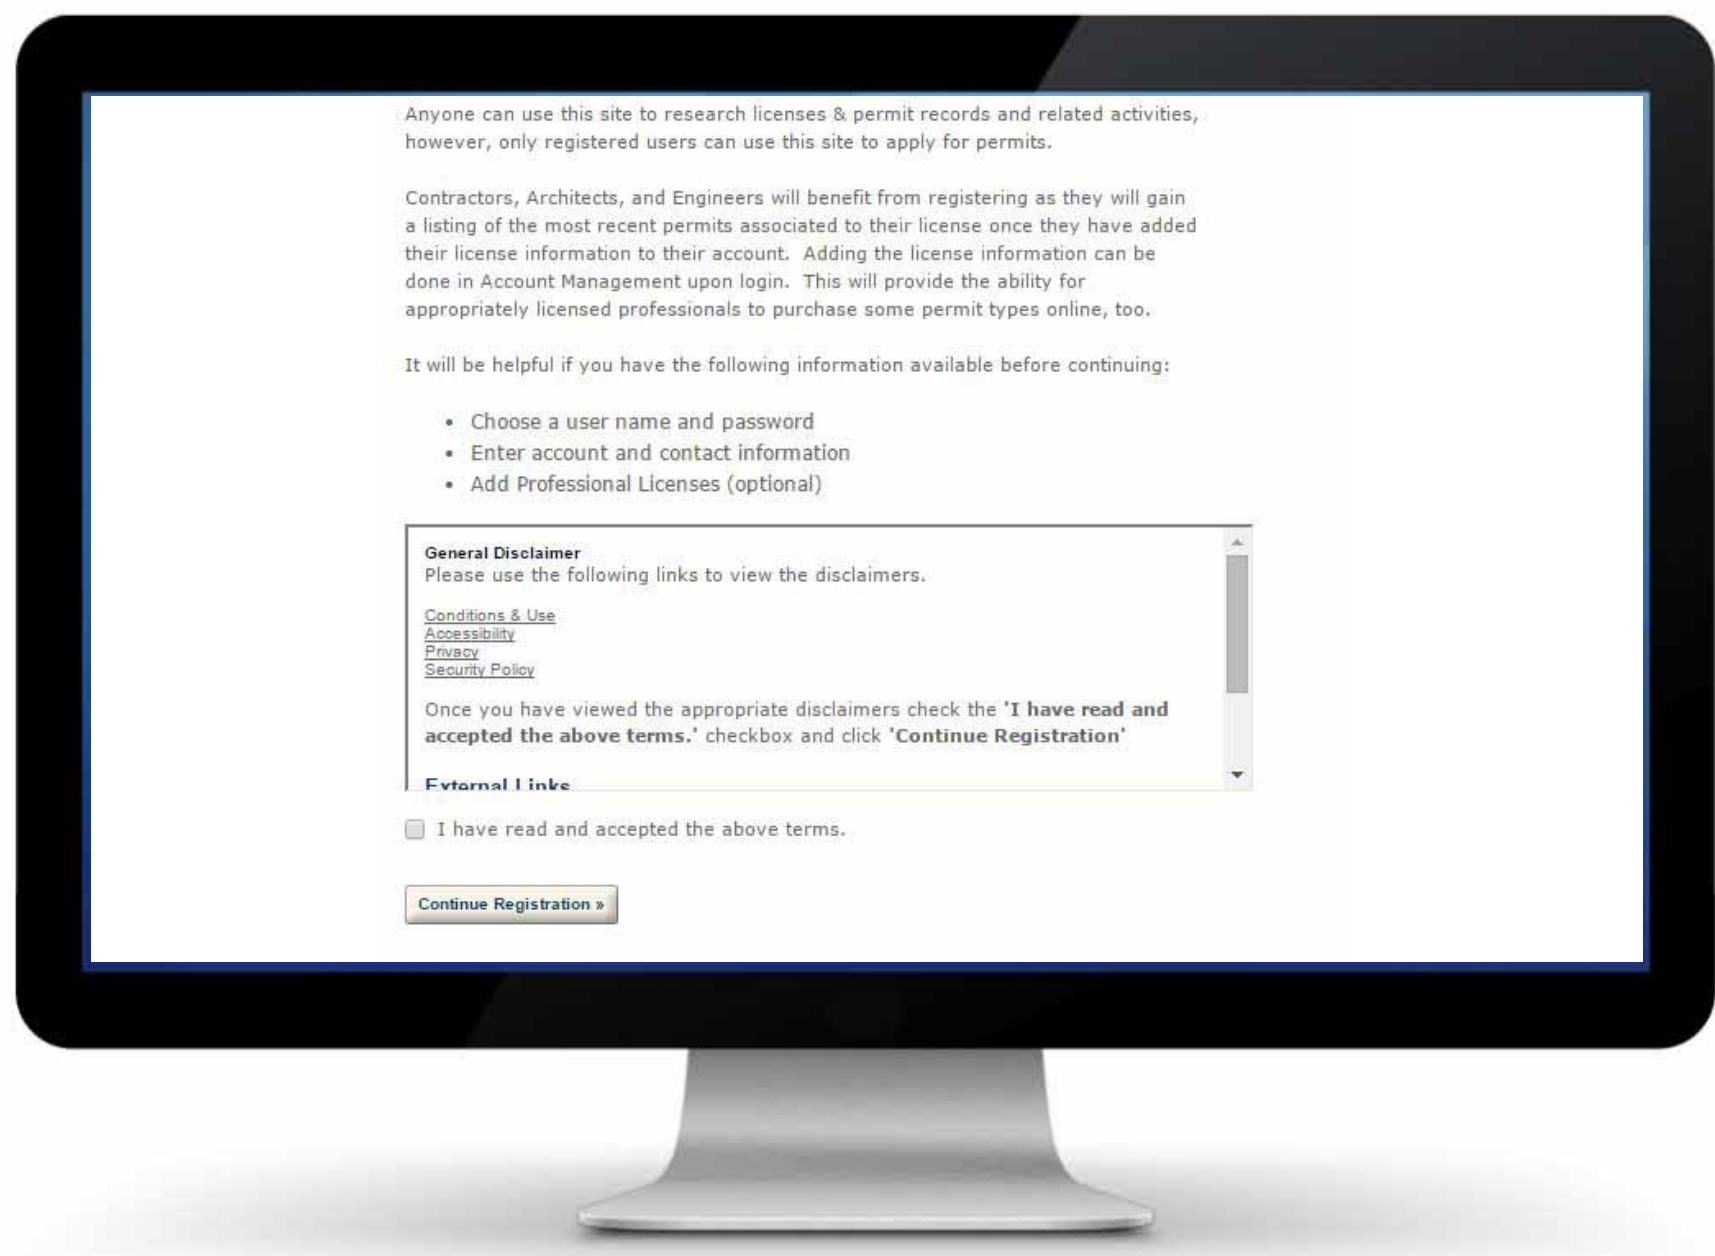 Anyone can use this site to research licenses & permit records and related activities,
however, only registered users can use this site to apply for permits.
Contractors, Architects, and Engineers will benefit from registering as they will gain
a listing of the most recent permits associated to their license once they have added
their license information to their account.  Adding the license information can be
done in Account Management upon login.  This will provide the ability for
appropriately licensed professionals to purchase some permit types online, too.
It will be helpful if you have the following information available before continuing:
• Choose a user name and password
• Enter account and contact information
• Add Professional Licenses (optional)
General Disclaimer
Please use the following links to view the disclaimers.
Conditions & Use
Accessibility
Privacy
Security Policy
Once you have viewed the appropriate disclaimers check the 'I have read and
accepted the above terms.' checkbox and click 'Continue Registration'
External Links
I have read and accepted the above terms.
Continue Registration »